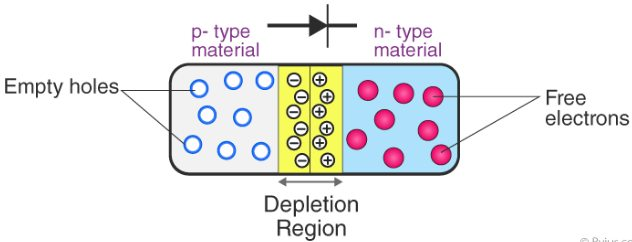 p- type
material
n- type
material
Empty holes
Free
electrons
Depletion
Region